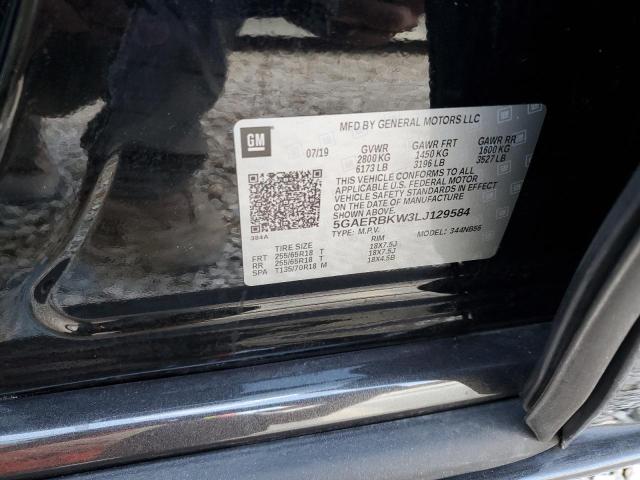 GM
MFD BY GENERAL MOTORS LLC
07/19 GVWR GAWR FRT GAWR RR
2800 KG 1450 KG 1600 KG
6173 LB 3196 LB 3527 LB
THIS VEHICLE CONFORMS TO ALL APPLICABLE
U.S. FEDERAL MOTOR
VEHICLE SAFETY STANDARDS IN EFFECT
ON THE DATE OF MANUFACTURE SHOWN ABOVE.
5GAERBKW3LJ129584
TYPE: M.P.V. MODEL: 344NB56
384A
TIRE SIZE RIM
FRT 255/65R18 T 18X7.5J
RR 255/65R18 T 18X7.5J
SPA T135/70R18 M 18X4.5B